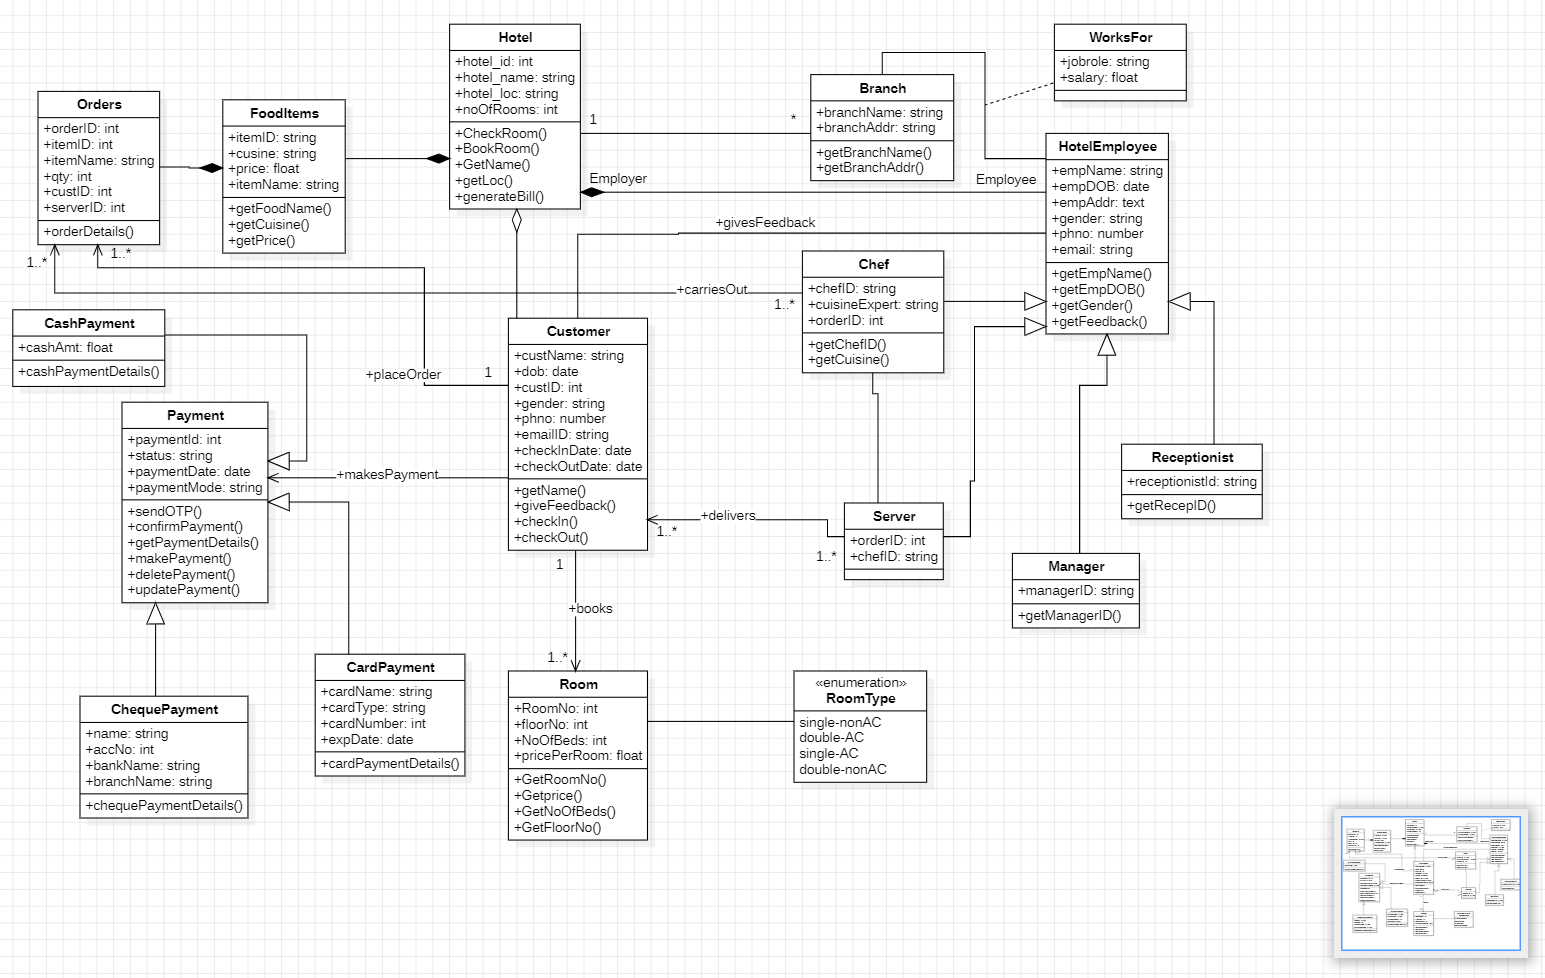 Hotel
+hotel_id: int
+hotel_name: string
+hotel_loc: string
+noOfRooms: int
+CheckRoom()
+BookRoom()
+GetName()
+getLoc()
+generateBill()
WorksFor
+jobrole: string
+salary: float
Branch
+branchName: string
+branchAddr: string
+getBranchName()
+getBranchAddr()
1
*
Orders
+orderID: int
+itemID: int
+itemName: string
+qty: int
+custID: int
+serverID: int
+orderDetails()
FoodItems
+itemID: string
+cusine: string
+price: float
+itemName: string
+getFoodName()
+getCuisine()
+getPrice()
HotelEmployee
+empName: string
+empDOB: date
+empAddr: text
+gender: string
+phno: number
+email: string
+getEmpName()
+getEmpDOB()
+getGender()
+getFeedback()
Employer
Employee
+givesFeedback
1..*
1..*
+carriesOut
1..*
Chef
+chefID: string
+cuisineExpert: string
+orderID: int
+getChefID()
+getCuisine()
CashPayment
+cashAmt: float
+cashPaymentDetails()
Customer
+custName: string
+dob: date
+custID: int
+gender: string
+phno: number
+emailID: string
+checkInDate: date
+checkOutDate: date
+getName()
+giveFeedback()
+checkIn()
+checkOut()
+placeOrder
1
Payment
+paymentId: int
+status: string
+paymentDate: date
+paymentMode: string
+sendOTP()
+confirmPayment()
+getPaymentDetails()
+makePayment()
+deletePayment()
+updatePayment()
+makesPayment
Receptionist
+receptionistId: string
+getRecepID()
+delivers
1..*
1..*
Server
+orderID: int
+chefID: string
Manager
+managerID: string
+getManagerID()
1
+books
1..*
CardPayment
+cardName: string
+cardType: string
+cardNumber: int
+expDate: date
+cardPaymentDetails()
ChequePayment
+name: string
+accNo: int
+bankName: string
+branchName: string
+chequePaymentDetails()
Room
+RoomNo: int
+floorNo: int
+NoOfBeds: int
+pricePerRoom: float
+GetRoomNo()
+Getprice()
+GetNoOfBeds()
+GetFloorNo()
«enumeration»
RoomType
single-nonAC
double-AC
single-AC
double-nonAC